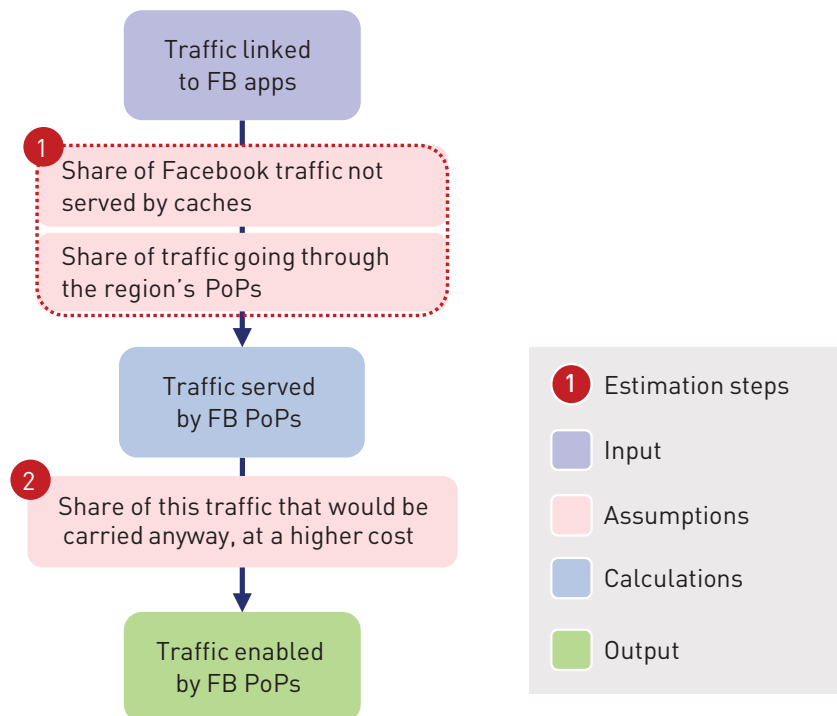 Traffic linked
to FB apps
1
Share of Facebook traffic not
served by caches
Share of traffic going through
the region's PoPs
Traffic served
by FB PoPs
2
Share of this traffic that would be
carried anyway, at a higher cost
Traffic enabled
by FB PoPs
1 Estimation steps
Input
Assumptions
Calculations
Output